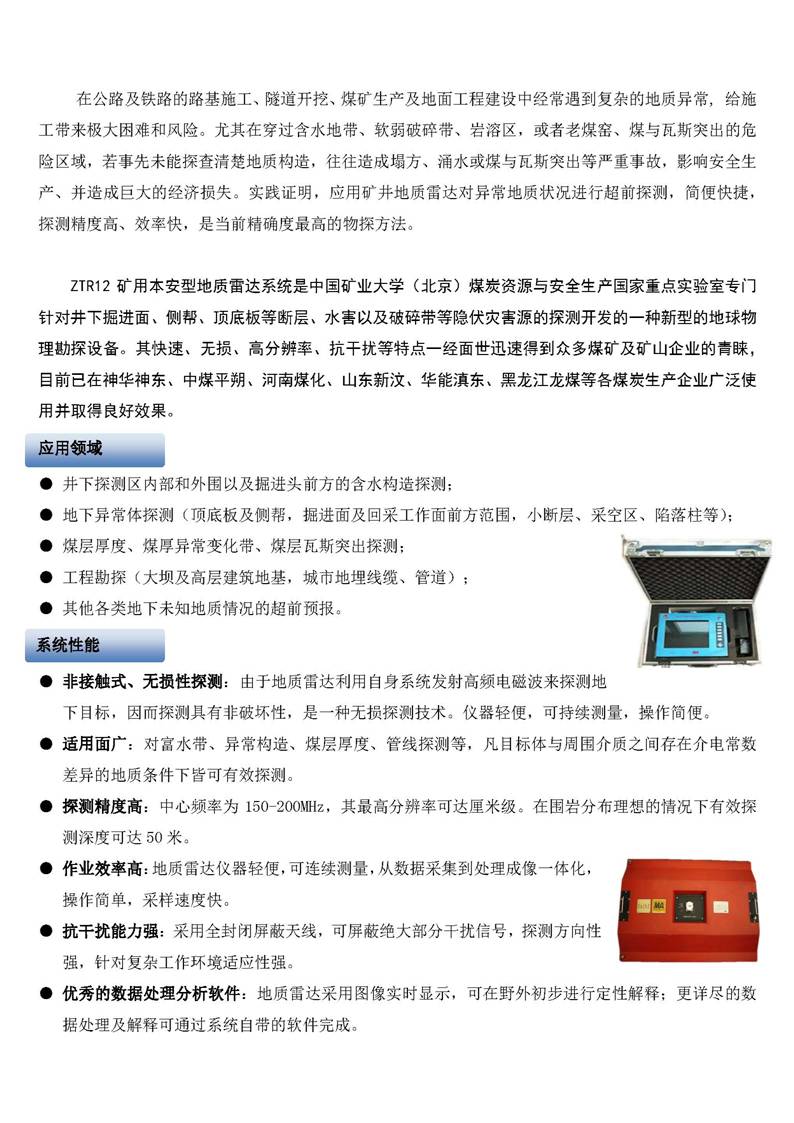 在公路及铁路的路基施工、隧道开挖、煤矿生产及地面工程建设中经常遇到复杂的地质异常，给施
工带来极大困难和风险。尤其在穿过含水地带、软弱破碎带、岩溶区，或者老煤窑、煤与瓦斯突出的危
险区域，若事先未能探查清楚地质构造，往往造成塌方、涌水或煤与瓦斯突出等严重事故，影响安全生
产、并造成巨大的经济损失。实践证明，应用矿井地质雷达对异常地质状况进行超前探测，简便快捷，
探测精度高、效率快，是当前精确度最高的物探方法。
ZTR12 矿用本安型地质雷达系统是中国矿业大学（北京）煤炭资源与安全生产国家重点实验室专门
针对井下掘进面、侧帮、顶底板等断层、水害以及破碎带等隐伏灾害源的探测开发的一种新型的地球物
理勘探设备。其快速、无损、高分辨率、抗干扰等特点一经面世迅速得到众多煤矿及矿山企业的青睐，
目前已在神华神东、中煤平朔、河南煤化、山东新汶、华能滇东、黑龙江龙煤等各煤炭生产企业广泛使
用并取得良好效果。
应用领域
● 井下探测区内部和外围以及掘进头前方的含水构造探测；
● 地下异常体探测（顶底板及侧帮，掘进面及回采工作面前方范围，小断层、采空区、陷落柱等）；
● 煤层厚度、煤厚异常变化带、煤层瓦斯突出探测；
● 工程勘探（大坝及高层建筑地基，城市地埋线缆、管道）；
● 其他各类地下未知地质情况的超前预报。
系统性能
● 非接触式、无损性探测：由于地质雷达利用自身系统发射高频电磁波来探测地
下目标，因而探测具有非破坏性，是一种无损探测技术。仪器轻便，可持续测量，操作简便。
● 适用面广：对富水带、异常构造、煤层厚度、管线探测等，凡目标体与周围介质之间存在介电常数
差异的地质条件下皆可有效探测。
● 探测精度高：中心频率为 150-200MHz，其最高分辨率可达厘米级。在围岩分布理想的情况下有效探
测深度可达 50 米。
● 作业效率高：地质雷达仪器轻便，可连续测量，从数据采集到处理成像一体化，
操作简单，采样速度快。
● 抗干扰能力强：采用全封闭屏蔽天线，可屏蔽绝大部分干扰信号，探测方向性
强，针对复杂工作环境适应性强。
● 优秀的数据处理分析软件：地质雷达采用图像实时显示，可在野外初步进行定性解释；更详尽的数
据处理及解释可通过系统自带的软件完成。
MA